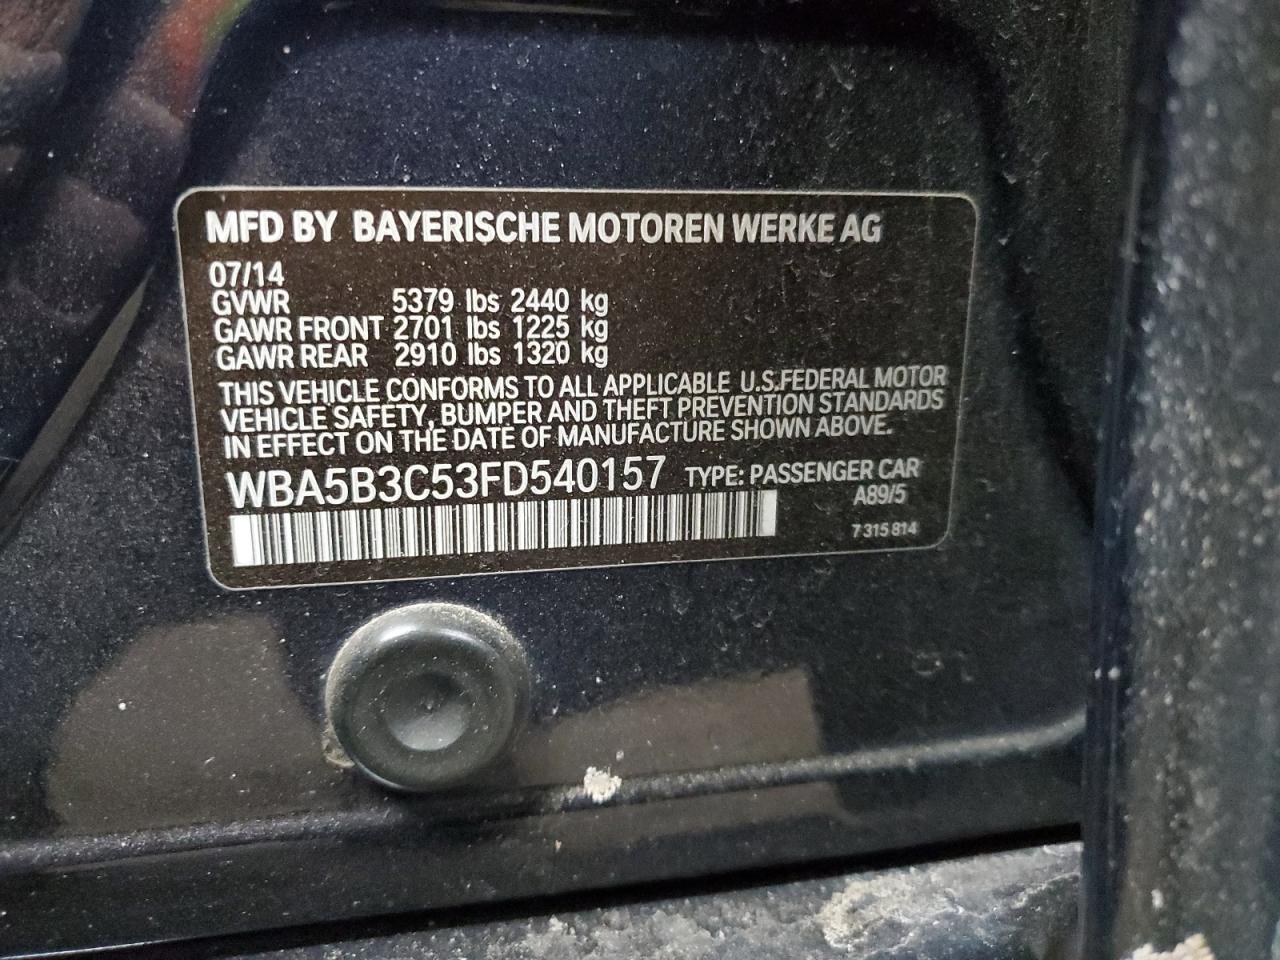 MFD BY BAYERISCHE MOTOREN WERKE AG
07/14
GVWR 5379 lbs 2440 kg
GAWR FRONT 2701 lbs 1225 kg
GAWR REAR 2910 lbs 1320 kg
THIS VEHICLE CONFORMS TO ALL APPLICABLE U.S.FEDERAL MOTOR
VEHICLE SAFETY, BUMPER AND THEFT PREVENTION STANDARDS
IN EFFECT ON THE DATE OF MANUFACTURE SHOWN ABOVE.
WBA5B3C53FD540157 TYPE: PASSENGER CAR
A89/5
7 315 814